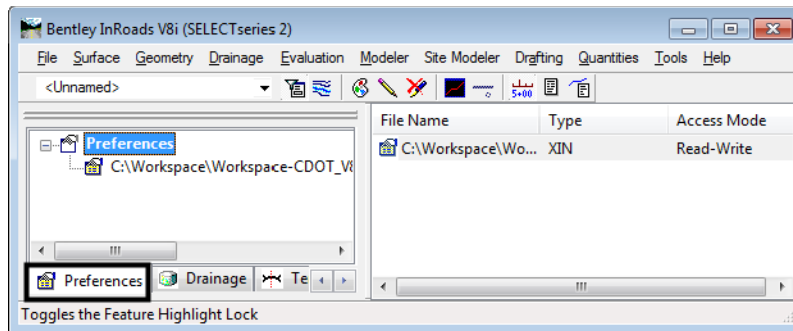 Bentley InRoads V8i (SELECTseries 2)
File Surface Geometry Drainage Evaluation Modeler Site Modeler Drafting Quantities Tools Help
<Unnamed>
5+00
File Name Type Access Mode
Preferences
C:\Workspace\Wo... XIN Read-Write
C:\Workspace\Workspace-CDOT_V8
Preferences Drainage Te
Toggles the Feature Highlight Lock